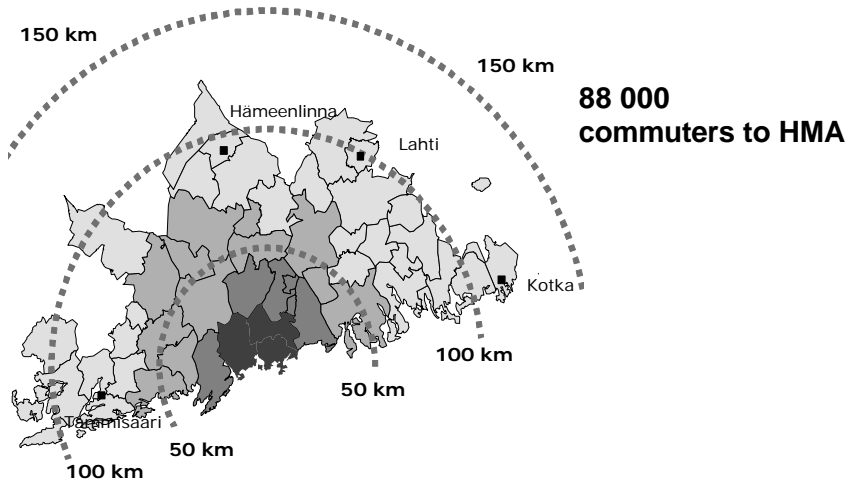 150 km
150 km
88 000
commuters to HMA
Hämeenlinna
Lahti
Kotka
100 km
50 km
Tammisaari
50 km
100 km